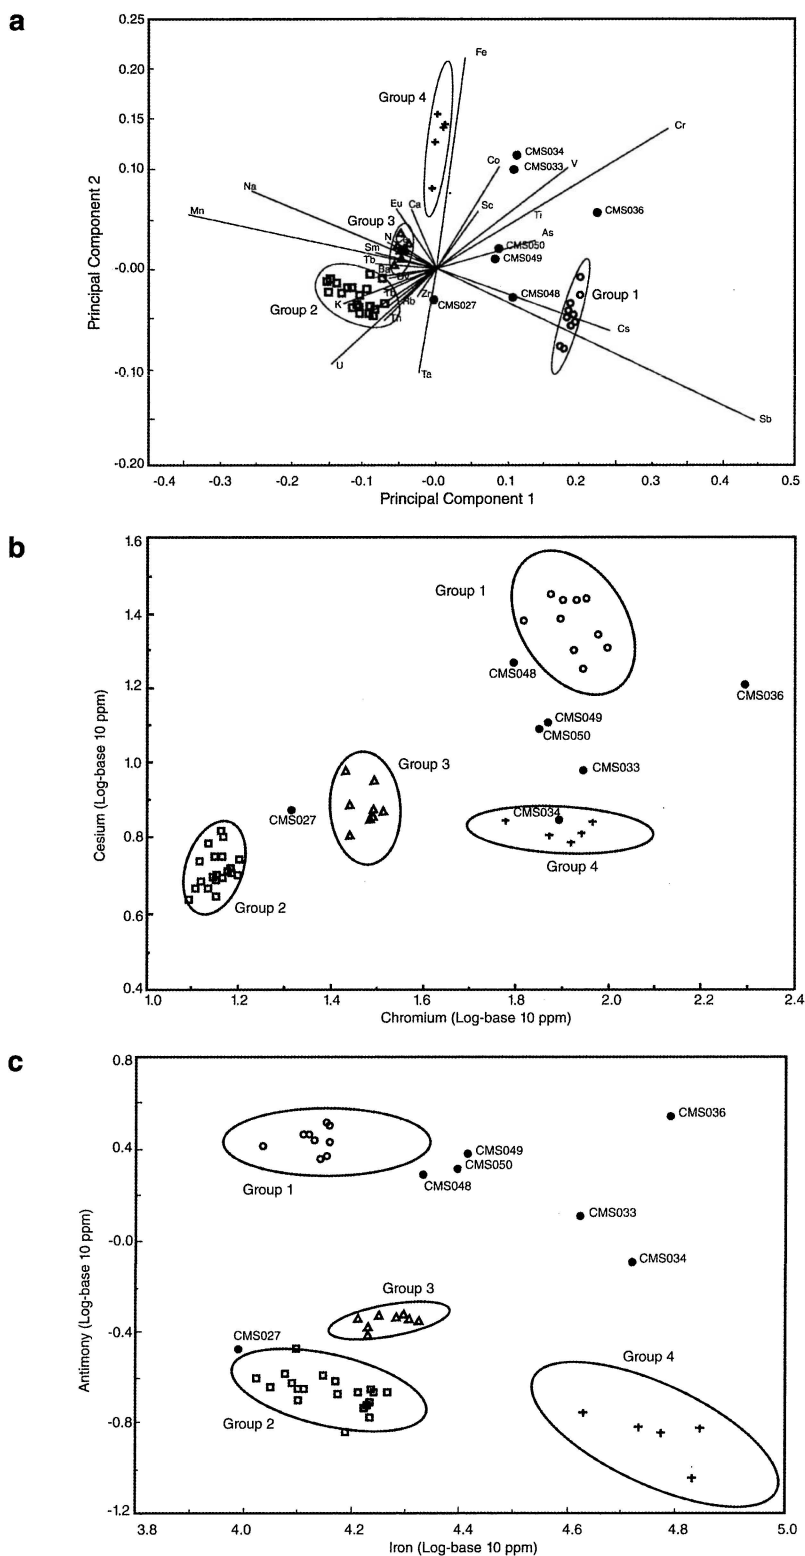 a
0.25
0.20
0.15
0.10
-0.00
-0.10
-0.20
Principal Component 2
Fe
Group 4
Cr
CMS034
Co
V
CMS033
Na
Mn
Eu
Ca
Sc
Ti
CMS036
Group 3
N
As
Sm
CMS050
Tb
CMS049
Ba
Group 2
K
Rb
Zn
CMS027
CMS048
Group 1
Th
Cs
U
Ta
Sb
-0.4 -0.3 -0.2 -0.1 -0.0 0.1 0.2 0.3 0.4 0.5
Principal Component 1
b
1.6
1.4
1.2
1.0
0.8
0.6
0.4
Cesium (Log-base 10 ppm)
Group 1
CMS048
CMS036
CMS049
CMS050
Group 3
CMS033
CMS027
CMS034
Group 4
Group 2
1.0 1.2 1.4 1.6 1.8 2.0 2.2 2.4
Chromium (Log-base 10 ppm)
c
0.8
0.4
-0.0
-0.4
-0.8
-1.2
Antimony (Log-base 10 ppm)
CMS036
CMS049
CMS050
CMS048
Group 1
CMS033
CMS034
Group 3
CMS027
Group 4
Group 2
3.8 4.0 4.2 4.4 4.6 4.8 5.0
Iron (Log-base 10 ppm)